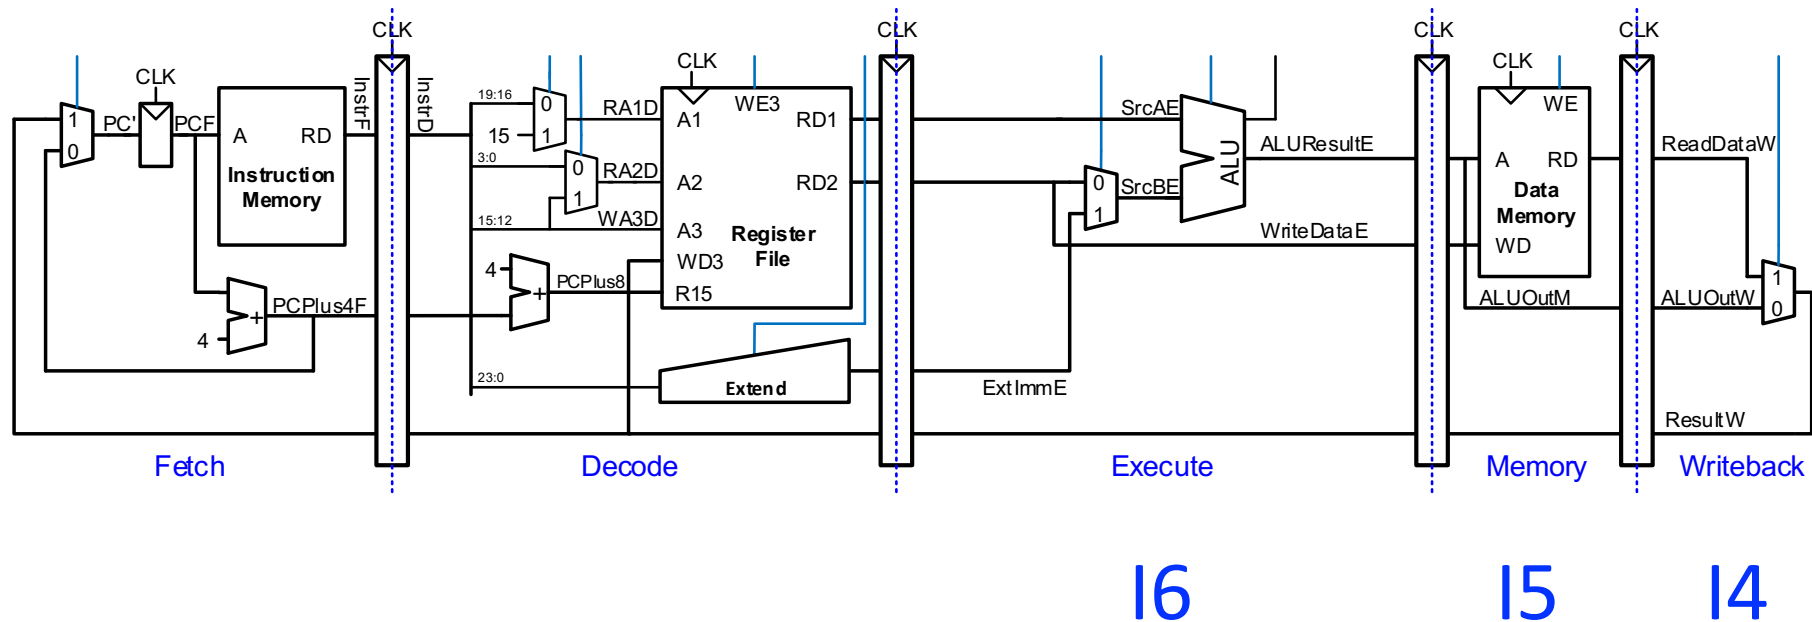 CLK
CLK
CLK
CLK
CLK
CLK
CLK
1
0
PC'
PCF
A
RD
Instruction
Memory
InstrF
InstrD
4
+
PCPlus4F
19:16
0
1
15
RA1D
3:0
0
1
RA2D
15:12
WA3D
4
+
PCPlus8
23:0
A1
WE3
RD1
A2
RD2
A3
Register
File
WD3
R15
Extend
ExtImmE
SrcAE
0
1
SrcBE
ALU
ALUResultE
WriteDataE
WE
A
RD
Data
Memory
WD
ALUOutM
ReadDataW
ALUOutW
1
0
ResultW
Fetch
Decode
Execute
Memory
Writeback
I6
I5
I4